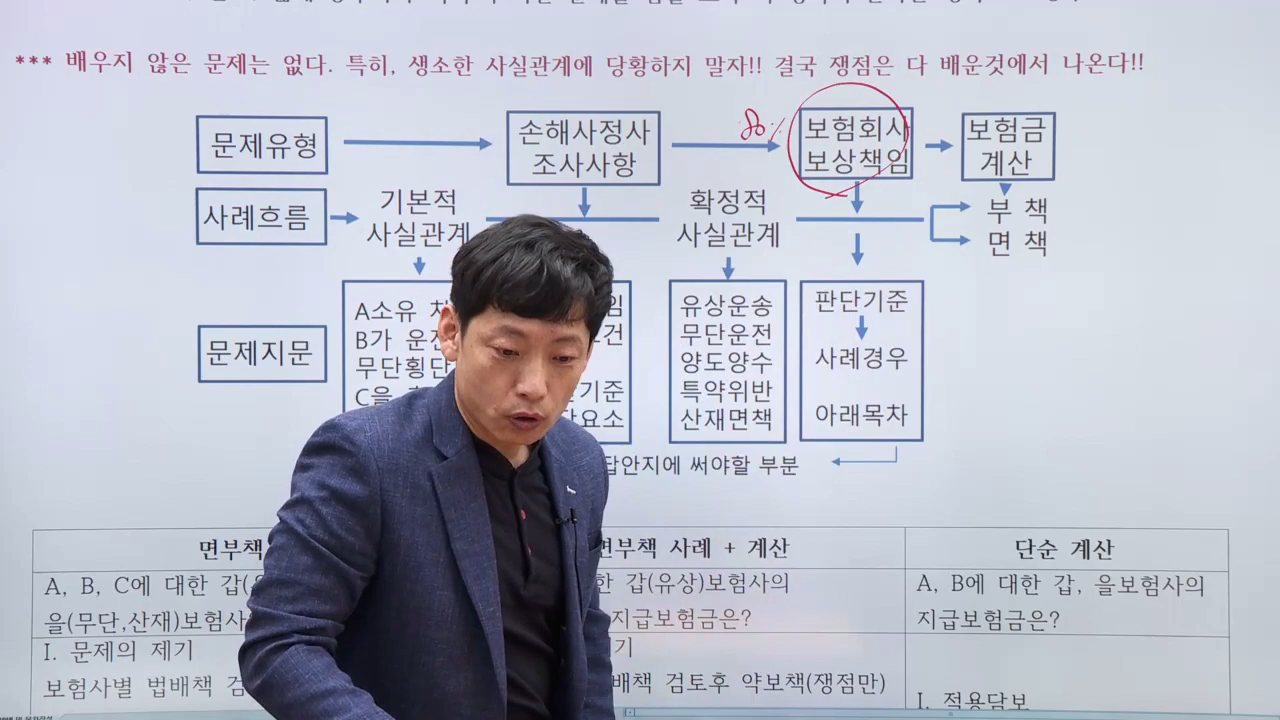 *** 배우지 않은 문제는 없다. 특히, 생소한 사실관계에 당황하지 말자!! 결국 쟁점은 다 배운것에서 나온다!!
문제유형
손해사정사
조사사항
80%
보험회사
보상책임
보험금
계산
사례흐름
기본적
사실관계
확정적
사실관계
부 책
면 책
문제지문
A소유
B가
무단횡단
C을
기준
유상운송
무단운전
양도양수
특약위반
산재면책
판단기준
사례경우
아래목차
답안지에 써야할 부분
면부책
면부책 사례 + 계산
단순 계산
A, B, C에 대한 갑(
을(무단,산재)보험사
갑(유상)보험사의
지급보험금은?
A, B에 대한 갑, 을보험사의
지급보험금은?
I. 문제의 제기
보험사별 법배책
기
배책 검토후 약보책(쟁점만)
I. 적용담보